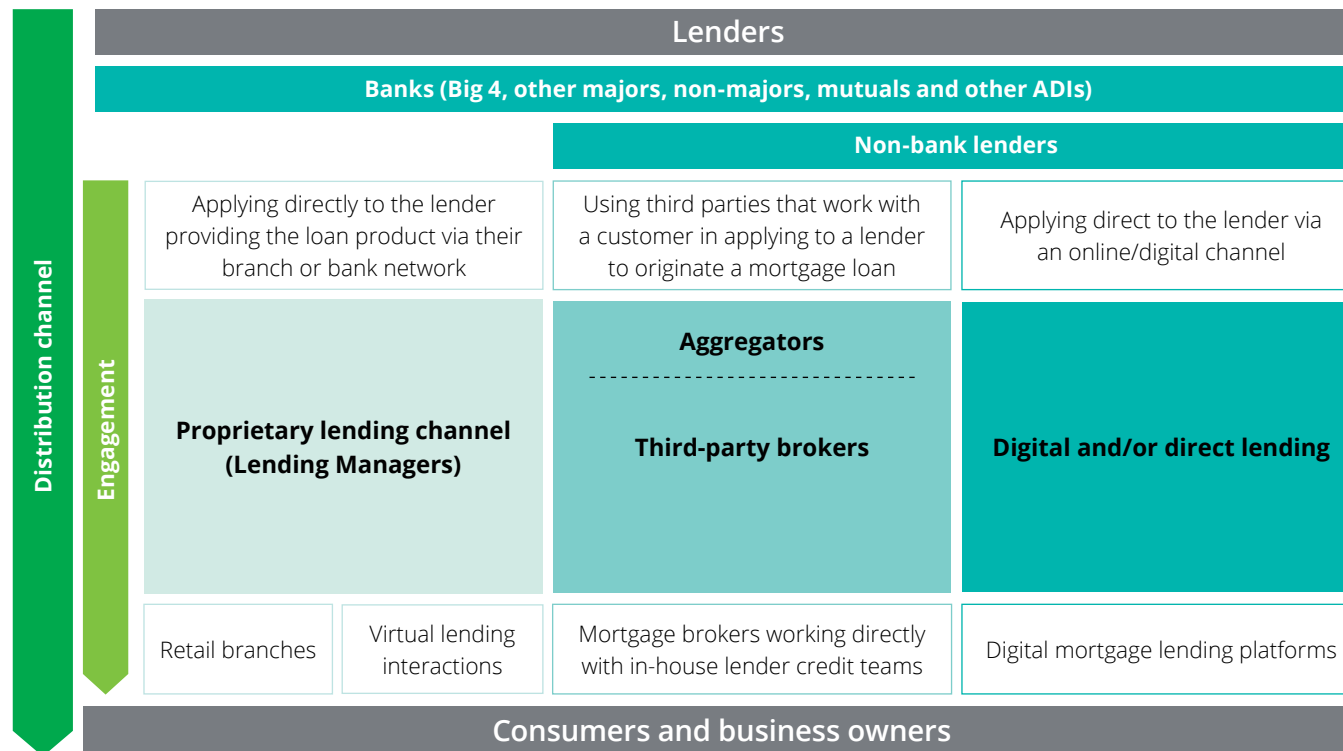 Lenders
Banks (Big 4, other majors, non-majors, mutuals and other ADIs)
Non-bank lenders
Distribution channel
Engagement
Applying directly to the lender
providing the loan product via their
branch or bank network
Using third parties that work with
a customer in applying to a lender
to originate a mortgage loan
Applying direct to the lender via
an online/digital channel
Proprietary lending channel
(Lending Managers)
Aggregators
Third-party brokers
Digital and/or direct lending
Retail branches
Virtual lending
interactions
Mortgage brokers working directly
with in-house lender credit teams
Digital mortgage lending platforms
Consumers and business owners